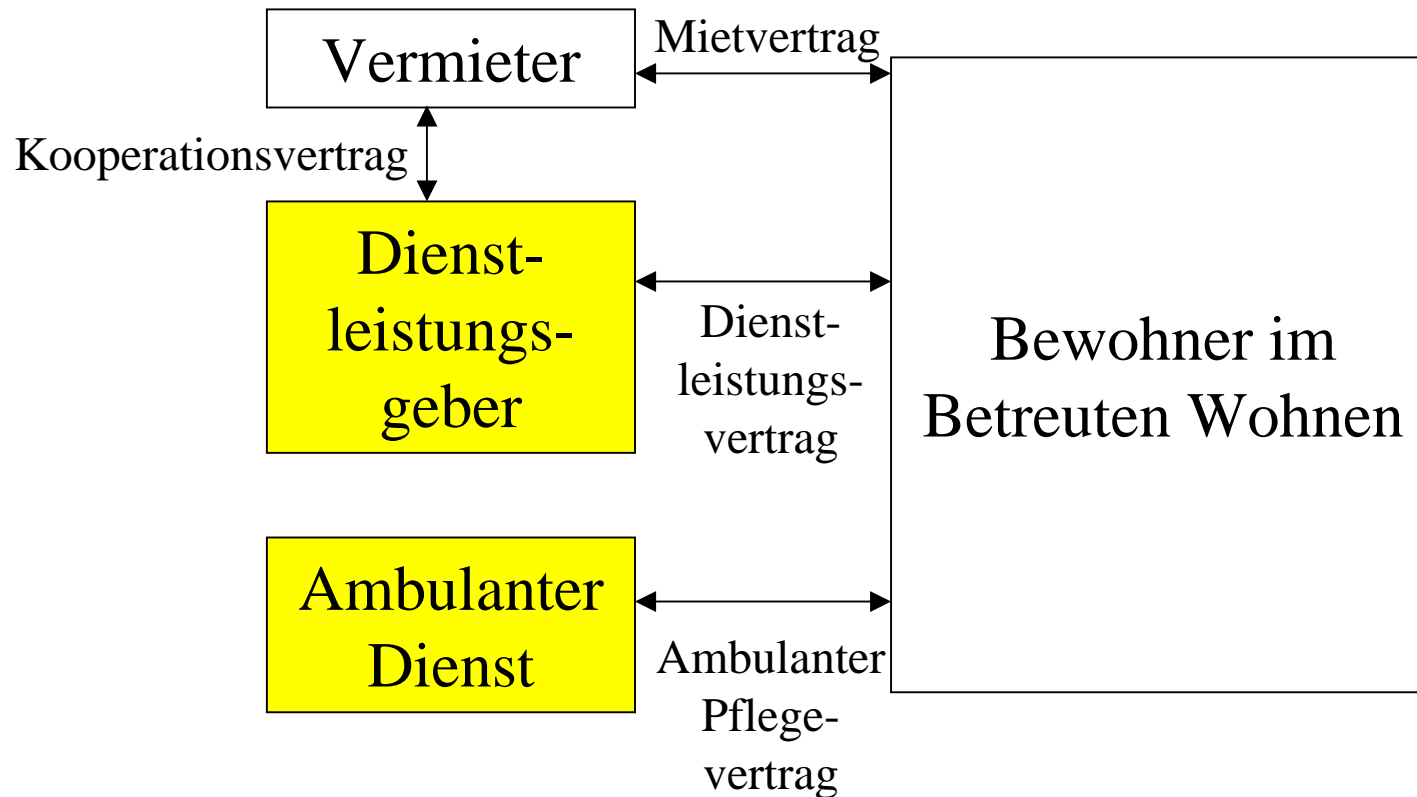 Vermieter
Mietvertrag
Kooperationsvertrag
Dienst-
leistungs-
geber
Dienst-
leistungs-
vertrag
Bewohner im
Betreuten Wohnen
Ambulanter
Dienst
Ambulanter
Pflege-
vertrag